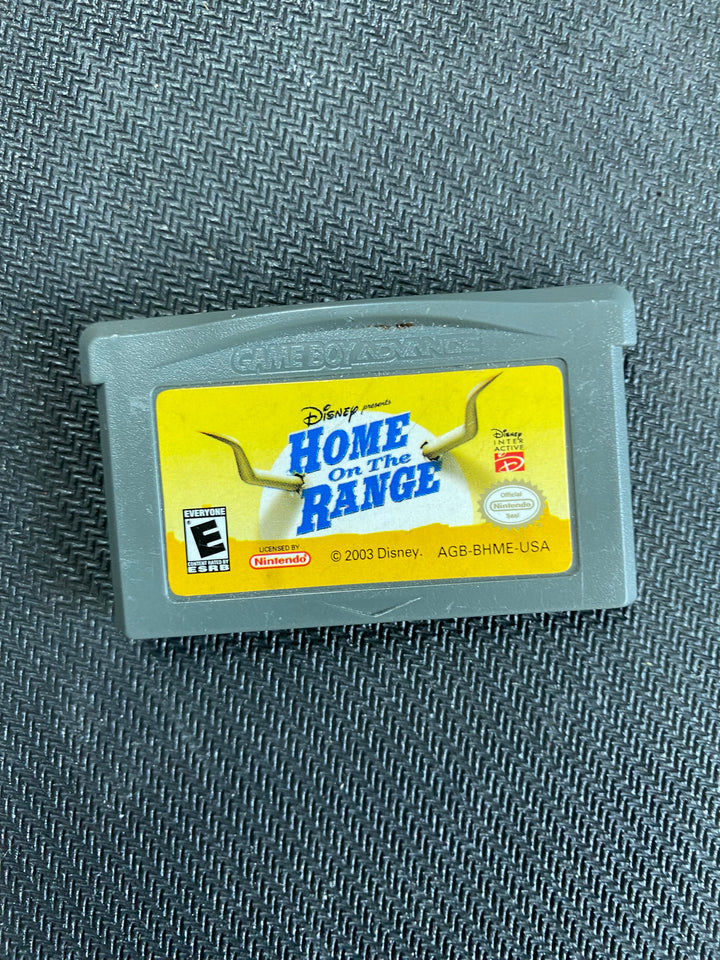 GAME BOY ADVANCE
Disney presents
HOME
On The
RANGE
Disney
INTER
ACTIVE
D
Official
Nintendo
Seal
EVERYONE
E
CONTENT RATED BY
ESRB
LICENSED BY
Nintendo
© 2003 Disney. AGB-BHME-USA